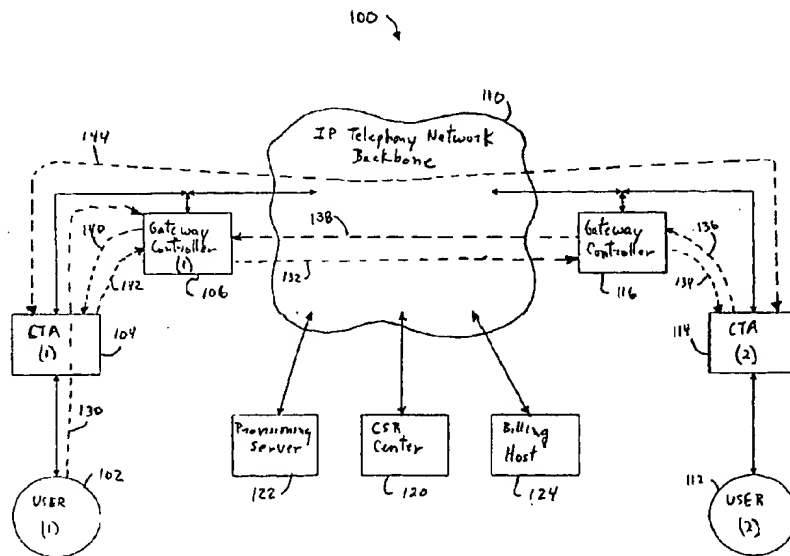 100
110
IP Telephony Network
Backbone
144
140
Gateway
Controller
(1)
106
142
138
132
Gateway
Controller
116
136
134
CTA
(1)
104
114
CTA
(2)
130
Provisioning
Server
122
CSR
Center
120
Billing
Host
124
102
USER
(1)
112
USER
(2)